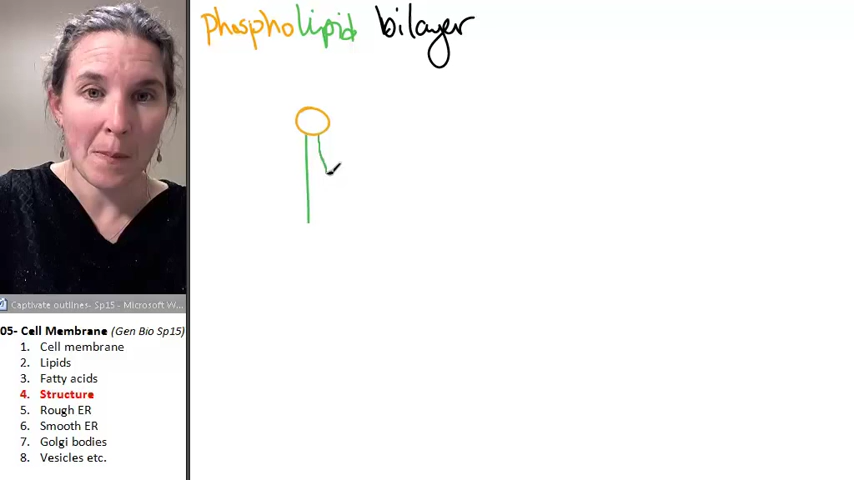 phospholipid bilayer
Captivate outlines- Sp15 - Microsoft W...
05- Cell Membrane (Gen Bio Sp15)
1. Cell membrane
2. Lipids
3. Fatty acids
4. Structure
5. Rough ER
6. Smooth ER
7. Golgi bodies
8. Vesicles etc.